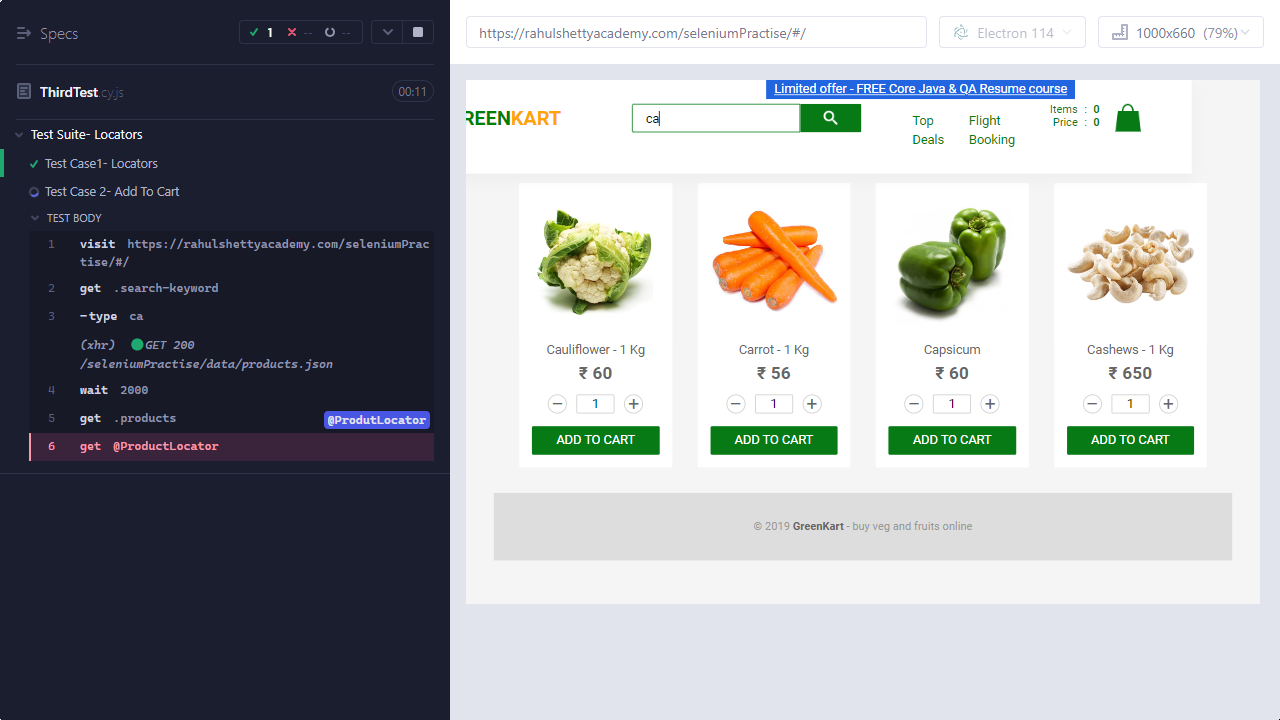 Specs
1
--
--
https://rahulshettyacademy.com/seleniumPractise/#/
Electron 114
1000x660 (79%)
ThirdTest.cy.js
00:11
Test Suite- Locators
Test Case1- Locators
Test Case 2- Add To Cart
TEST BODY
1 visit https://rahulshettyacademy.com/seleniumPrac
tise/#/
2 get .search-keyword
3 -type ca
(xhr) GET 200
/seleniumPractise/data/products.json
4 wait 2000
5 get .products @ProdutLocator
6 get @ProductLocator
Limited offer - FREE Core Java & QA Resume course
REENKART
ca
Top
Deals
Flight
Booking
Items : 0
Price : 0
Cauliflower - 1 Kg
₹ 60
− 1 +
ADD TO CART
Carrot - 1 Kg
₹ 56
− 1 +
ADD TO CART
Capsicum
₹ 60
− 1 +
ADD TO CART
Cashews - 1 Kg
₹ 650
− 1 +
ADD TO CART
© 2019 GreenKart - buy veg and fruits online